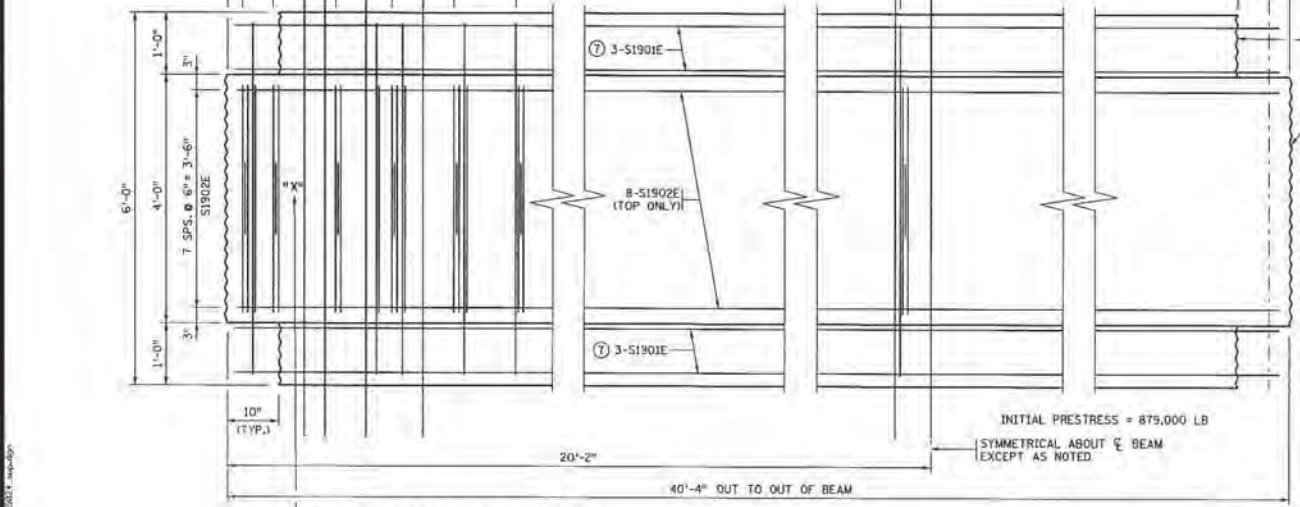 1'-0"
3"
⑦ 3-S1901E
6'-0"
4'-0"
7 SPS. @ 6" = 3'-6"
S1902E
"X"
8-S1902E
(TOP ONLY)
3"
1'-0"
⑦ 3-S1901E
10"
(TYP.)
INITIAL PRESTRESS = 879,000 LB
SYMMETRICAL ABOUT ℄ BEAM
EXCEPT AS NOTED
20'-2"
40'-4" OUT TO OUT OF BEAM